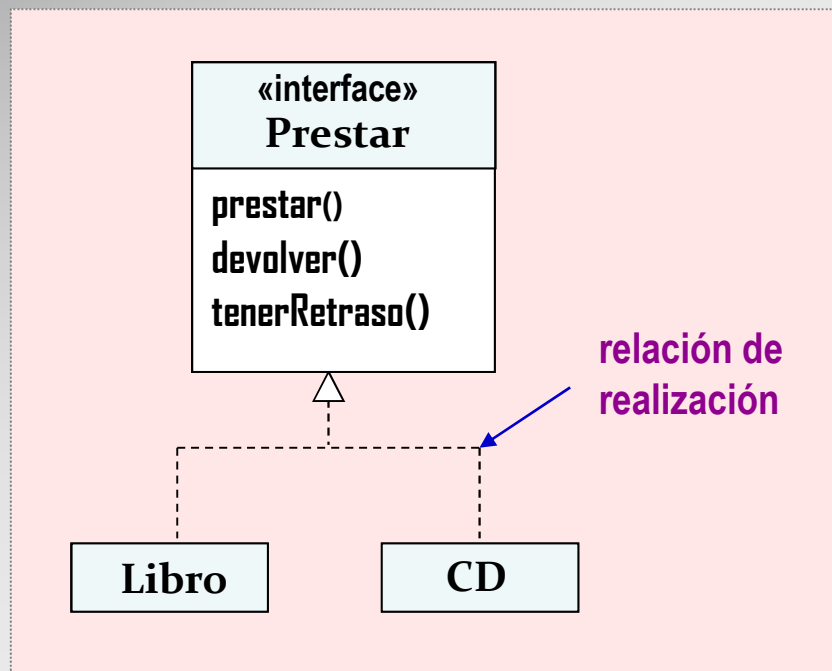 «interface»
Prestar
prestar()
devolver()
tenerRetraso()
relación de
realización
Libro
CD